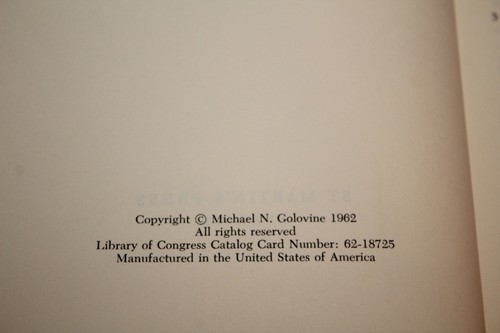 Copyright © Michael N. Golovine 1962
All rights reserved
Library of Congress Catalog Card Number: 62-18725
Manufactured in the United States of America